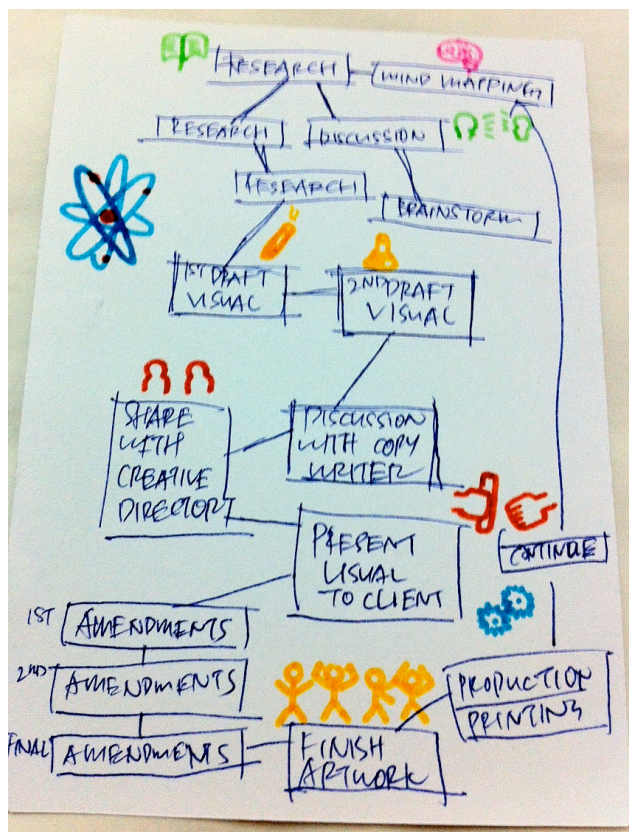 RESEARCH
MIND MAPPING
RESEARCH
DISCUSSION
RESEARCH
BRAINSTORM
1ST DRAFT
VISUAL
2ND DRAFT
VISUAL
SHARE
WITH
CREATIVE
DIRECTOR
DISCUSSION
WITH COPY
WRITER
PRESENT
VISUAL
TO CLIENT
CONTINUE
1ST AMENDMENTS
2ND AMENDMENTS
FINAL AMENDMENTS
FINISH
ARTWORK
PRODUCTION
PRINTING